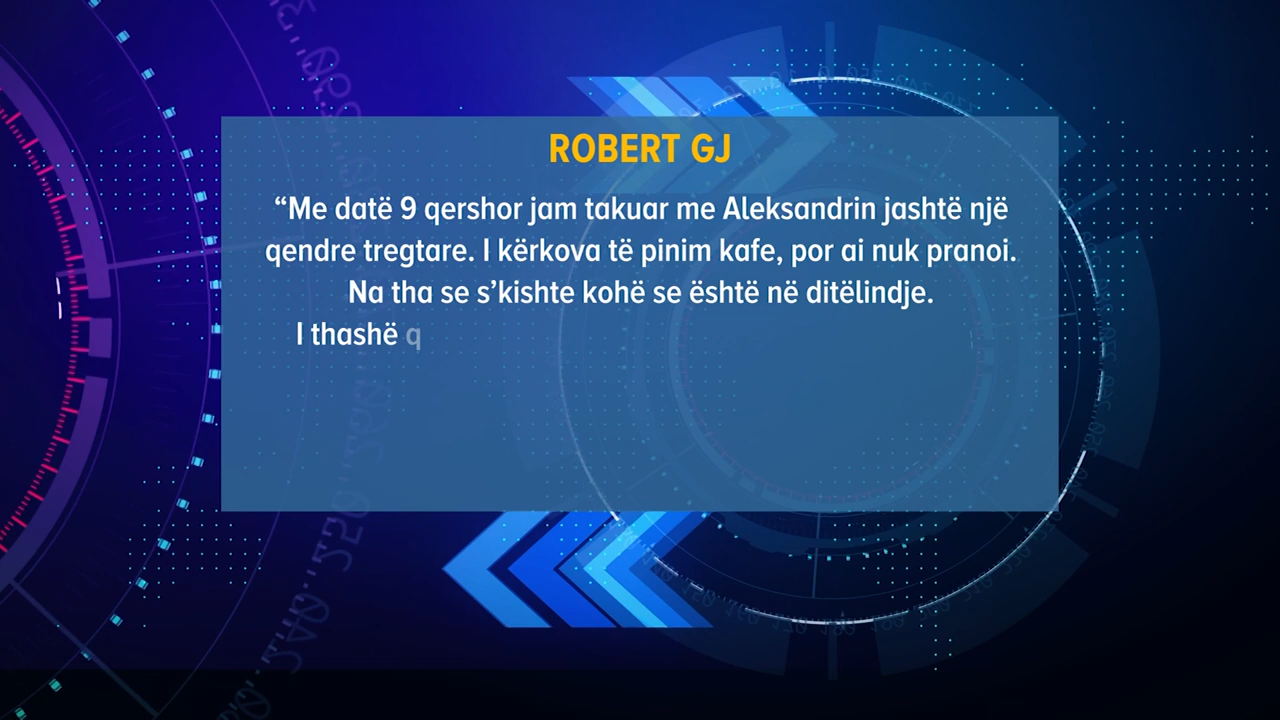 ROBERT GJ
“Me datë 9 qershor jam takuar me Aleksandrin jashtë një
qendre tregtare. I kërkova të pinim kafe, por ai nuk pranoi.
Na tha se s’kishte kohë se është në ditëlindje.
I thashë q